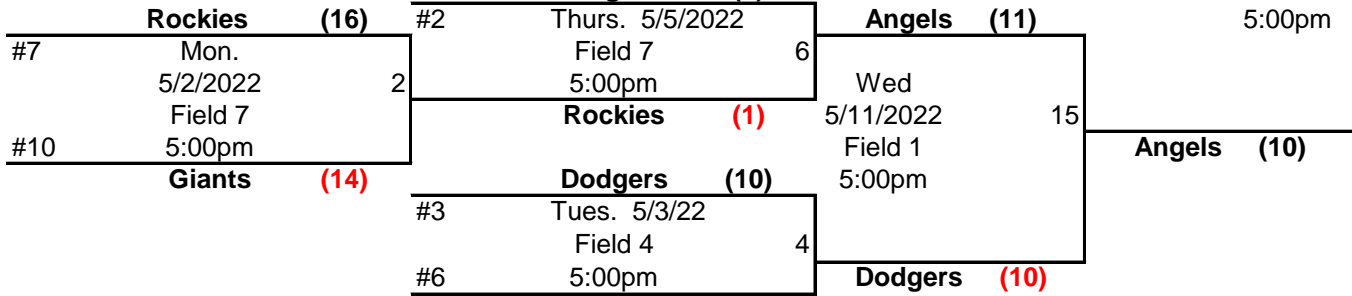 Rockies (16) #2 Thurs. 5/5/2022 Angels (11) 5:00pm
#7 Mon. Field 7 6
5/2/2022 2 5:00pm Wed
Field 7 Rockies (1) 5/11/2022 15
#10 5:00pm Field 1 Angels (10)
Giants (14) Dodgers (10) 5:00pm
#3 Tues. 5/3/22
Field 4 4
#6 5:00pm Dodgers (10)